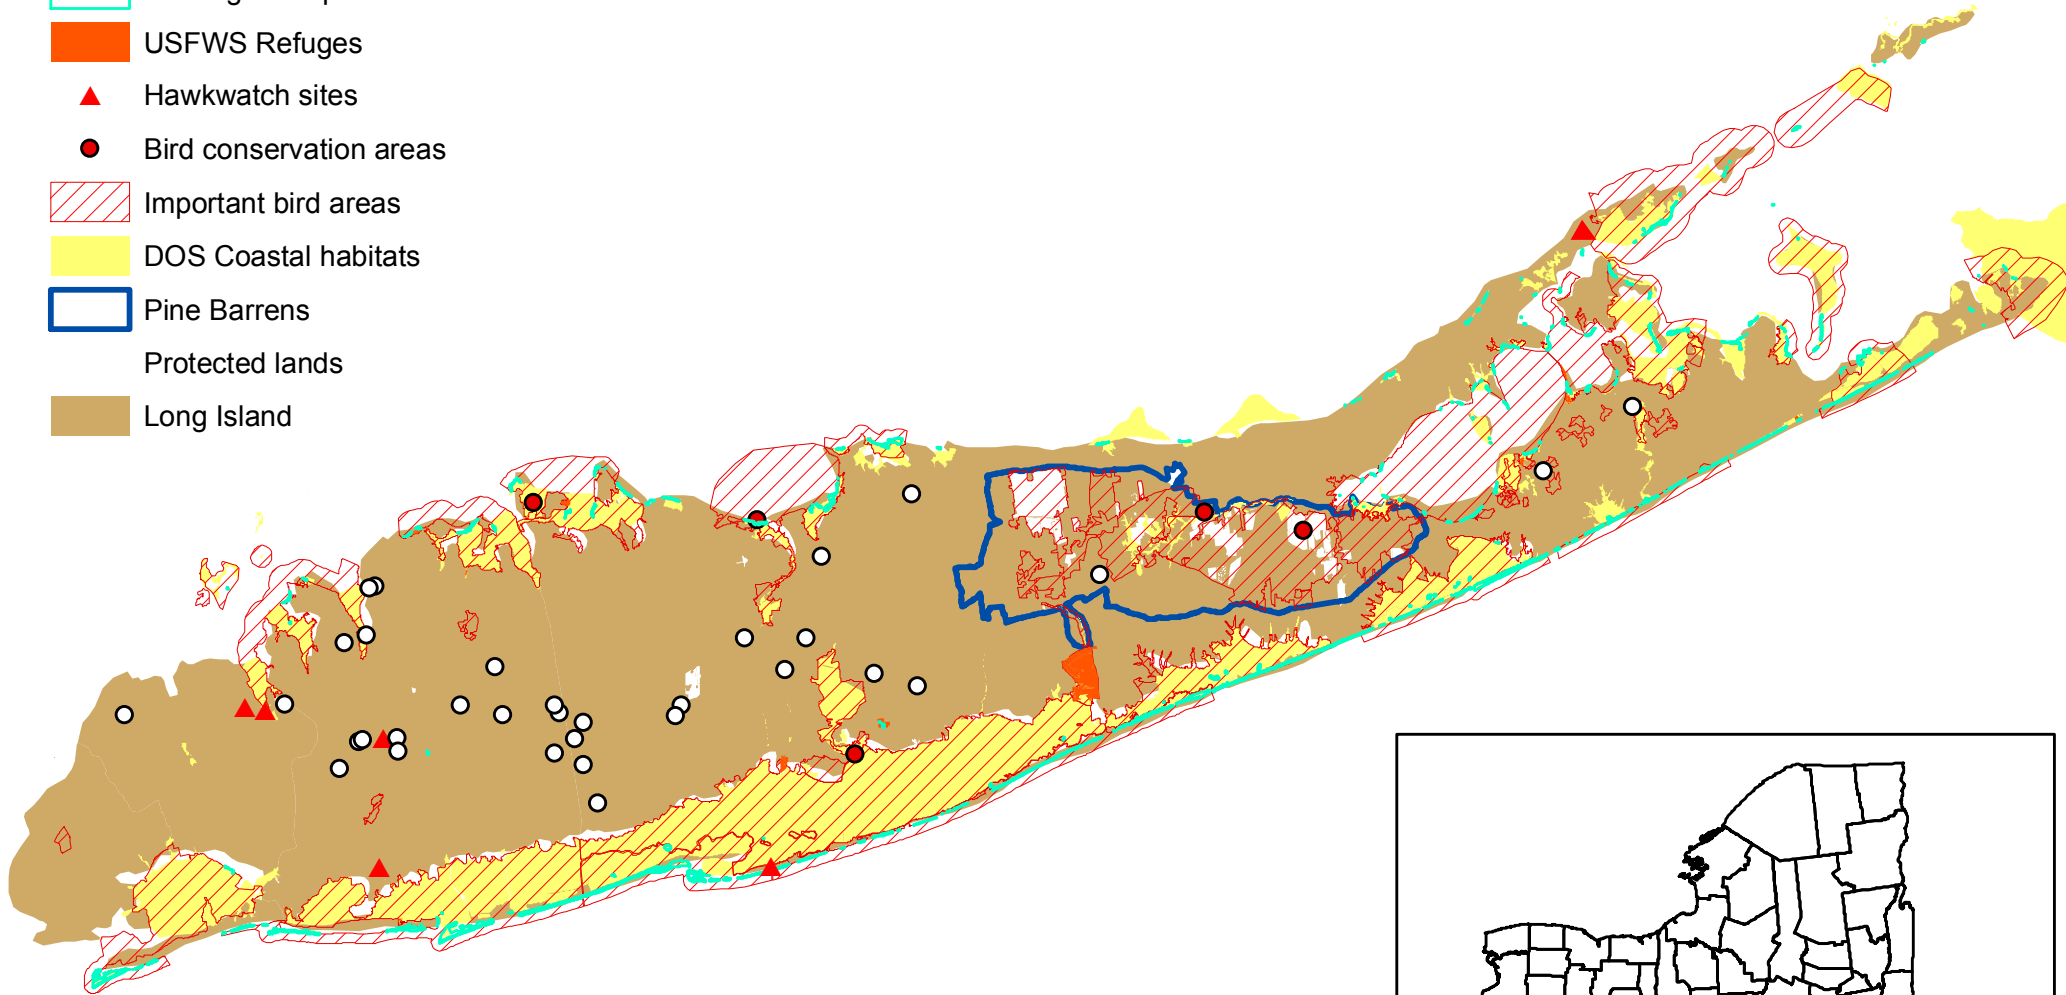 USFWS Refuges
Hawkwatch sites
Bird conservation areas
Important bird areas
DOS Coastal habitats
Pine Barrens
Protected lands
Long Island